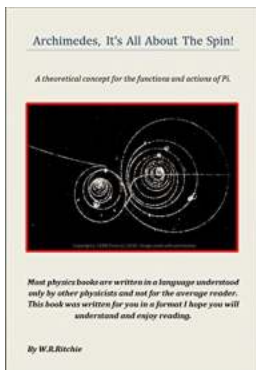 Archimedes, It's All About The Spin!
A theoretical concept for the functions and actions of Pi.
Most physics books are written in a language understood
only by other physicists and not for the average reader.
This book was written for you in a format I hope you will
understand and enjoy reading.
By W.R.Ritchie